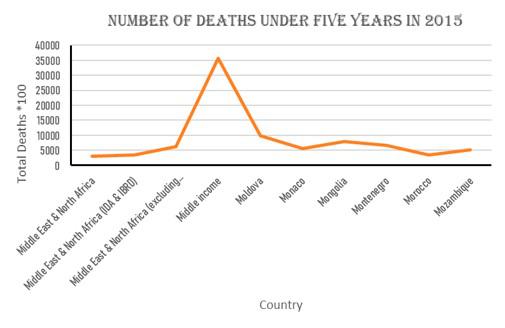 NUMBER OF DEATHS UNDER FIVE YEARS IN 2015
Total Deaths *100
40000
35000
30000
25000
20000
15000
10000
5000
0
Middle East & North Africa
Middle East & North Africa (IDA & IBRD)
Middle East & North Africa (excluding...
Middle income
Moldova
Monaco
Mongolia
Montenegro
Morocco
Mozambique
Country